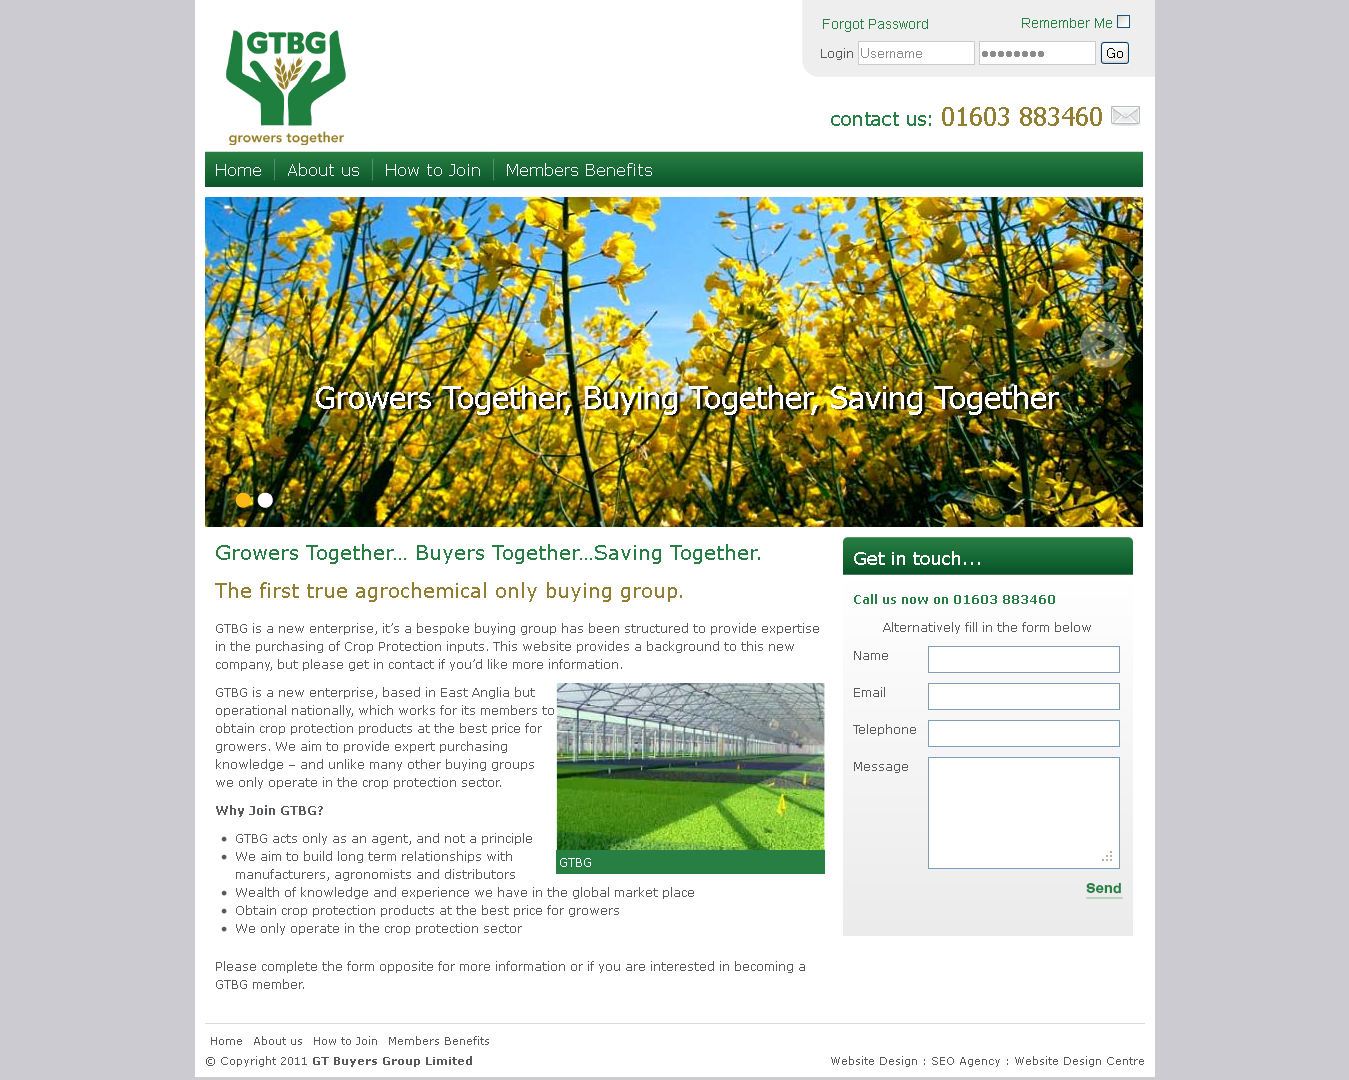 GTBG
growers together
Forgot Password
Remember Me
Login Username Go
contact us: 01603 883460
Home About us How to Join Members Benefits
Growers Together, Buying Together, Saving Together
Growers Together... Buyers Together...Saving Together.
The first true agrochemical only buying group.
GTBG is a new enterprise, it’s a bespoke buying group has been structured to provide expertise
in the purchasing of Crop Protection inputs. This website provides a background to this new
company, but please get in contact if you’d like more information.
GTBG is a new enterprise, based in East Anglia but
operational nationally, which works for its members to
obtain crop protection products at the best price for
growers. We aim to provide expert purchasing
knowledge – and unlike many other buying groups
we only operate in the crop protection sector.
GTBG
Why Join GTBG?
• GTBG acts only as an agent, and not a principle
• We aim to build long term relationships with
manufacturers, agronomists and distributors
• Wealth of knowledge and experience we have in the global market place
• Obtain crop protection products at the best price for growers
• We only operate in the crop protection sector
Please complete the form opposite for more information or if you are interested in becoming a
GTBG member.
Get in touch...
Call us now on 01603 883460
Alternatively fill in the form below
Name
Email
Telephone
Message
Send
Home About us How to Join Members Benefits
© Copyright 2011 GT Buyers Group Limited
Website Design : SEO Agency : Website Design Centre